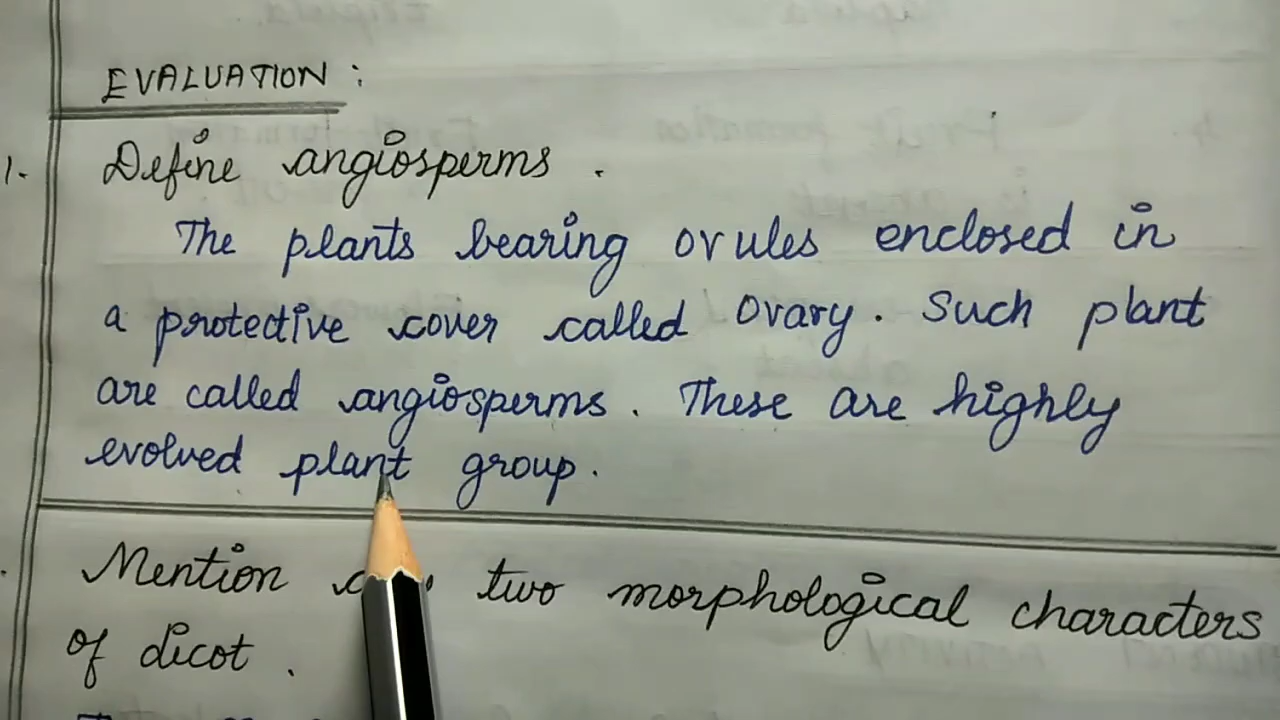 EVALUATION :
1. Define angiosperms .
The plants bearing ovules enclosed in
a protective cover called Ovary. Such plant
are called angiosperms. These are highly
evolved plant group.
Mention two morphological characters
of dicot .